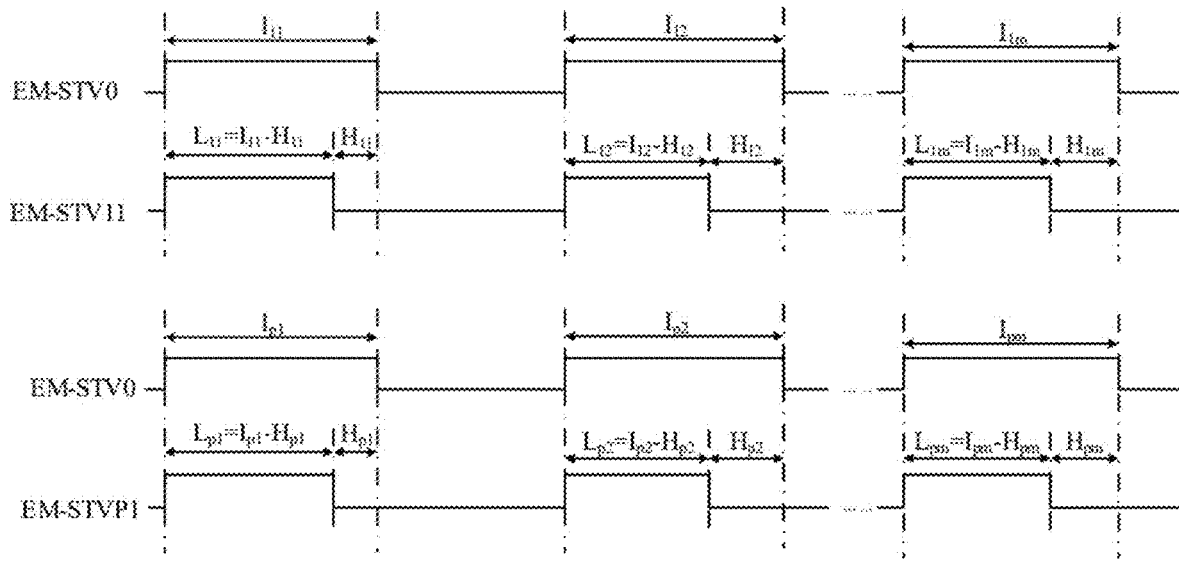 I₁₁ I₁₂ I₁ₘ
EM-STV0
L₁₁=I₁₁-H₁₁ H₁₁ L₁₂=I₁₂-H₁₂ H₁₂ L₁ₘ=I₁ₘ-H₁ₘ H₁ₘ
EM-STV11
Iₚ₁ Iₚ₂ Iₚₘ
EM-STV0
Lₚ₁=Iₚ₁-Hₚ₁ Hₚ₁ Lₚ₂=Iₚ₂-Hₚ₂ Hₚ₂ Lₚₘ=Iₚₘ-Hₚₘ Hₚₘ
EM-STVP1